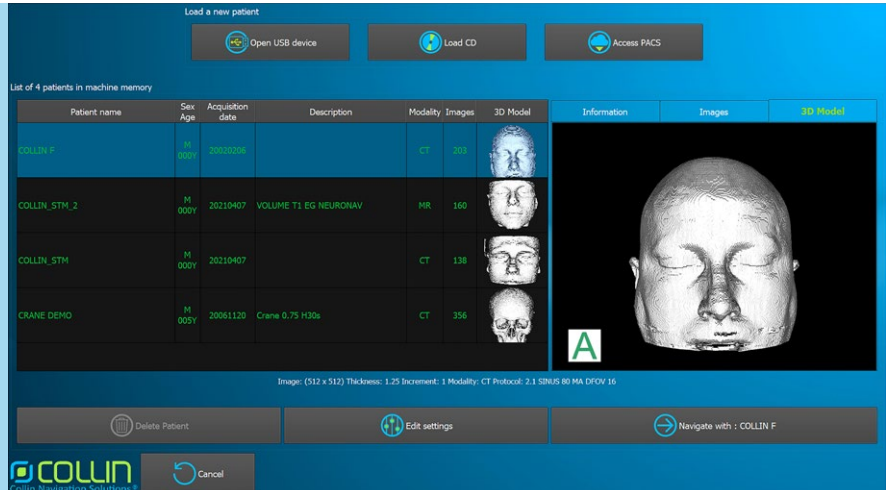 Load a new patient
Open USB device
Load CD
Access PACS
List of 4 patients in machine memory
Patient name Sex Age Acquisition date Description Modality Images 3D Model
COLLIN F M 000Y 20020206 CT 203
COLLIN_STM_2 M 000Y 20210407 VOLUME T1 EG NEURONAV MR 160
COLLIN_STM M 000Y 20210407 CT 138
CRANE DEMO M 005Y 20061120 Crane 0.75 H30s CT 356
Information Images 3D Model
A
Image: (512 x 512) Thickness: 1.25 Increment: 1 Modality: CT Protocol: 2.1 SINUS 80 MA DFOV 16
Delete Patient
Edit settings
Navigate with : COLLIN F
COLLIN
Collin Navigation Solutions
Cancel